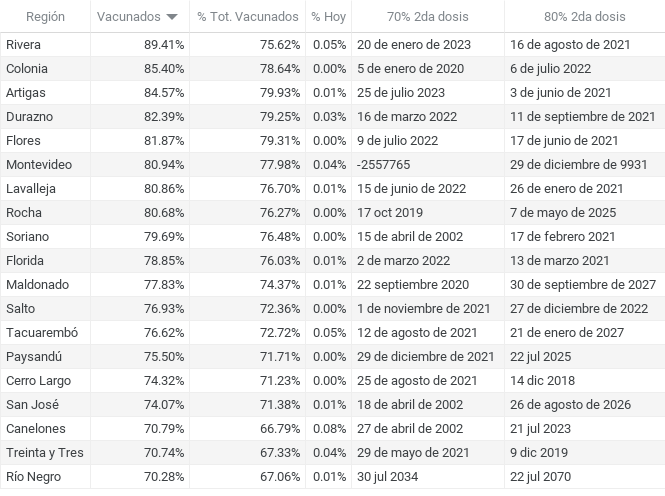 Región Vacunados % Tot. Vacunados % Hoy 70% 2da dosis 80% 2da dosis
Rivera 89.41% 75.62% 0.05% 20 de enero de 2023 16 de agosto de 2021
Colonia 85.40% 78.64% 0.00% 5 de enero de 2020 6 de julio 2022
Artigas 84.57% 79.93% 0.01% 25 de julio 2023 3 de junio de 2021
Durazno 82.39% 79.25% 0.03% 16 de marzo 2022 11 de septiembre de 2021
Flores 81.87% 79.31% 0.00% 9 de julio 2022 17 de junio de 2021
Montevideo 80.94% 77.98% 0.04% -2557765 29 de diciembre de 9931
Lavalleja 80.86% 76.70% 0.01% 15 de junio de 2022 26 de enero de 2021
Rocha 80.68% 76.27% 0.00% 17 oct 2019 7 de mayo de 2025
Soriano 79.69% 76.48% 0.00% 15 de abril de 2002 17 de febrero 2021
Florida 78.85% 76.03% 0.01% 2 de marzo 2022 13 de marzo 2021
Maldonado 77.83% 74.37% 0.01% 22 septiembre 2020 30 de septiembre de 2027
Salto 76.93% 72.36% 0.00% 1 de noviembre de 2021 27 de diciembre de 2022
Tacuarembó 76.62% 72.72% 0.05% 12 de agosto de 2021 21 de enero de 2027
Paysandú 75.50% 71.71% 0.00% 29 de diciembre de 2021 22 jul 2025
Cerro Largo 74.32% 71.23% 0.00% 25 de agosto de 2021 14 dic 2018
San José 74.07% 71.38% 0.01% 18 de abril de 2002 26 de agosto de 2026
Canelones 70.79% 66.79% 0.08% 27 de abril de 2002 21 jul 2023
Treinta y Tres 70.74% 67.33% 0.04% 29 de mayo de 2021 9 dic 2019
Río Negro 70.28% 67.06% 0.01% 30 jul 2034 22 jul 2070